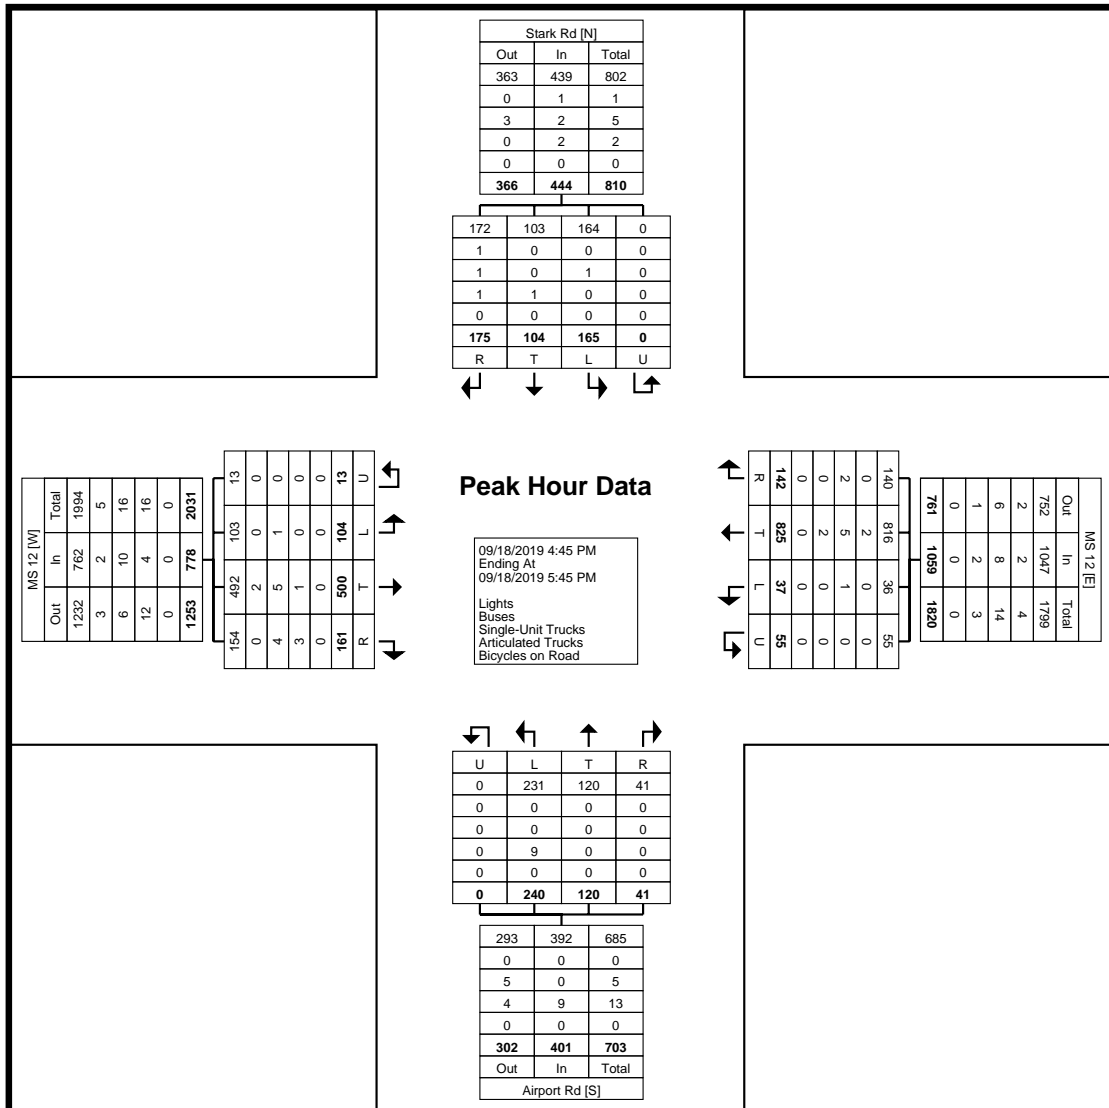 Stark Rd [N]
Out In Total
363 439 802
0 1 1
3 2 5
0 2 2
0 0 0
366 444 810
172 103 164 0
1 0 0 0
1 0 1 0
1 1 0 0
0 0 0 0
175 104 165 0
R T L U
MS 12 [W]
Total 1994 5 16 16 0 2031
In 762 2 10 4 0 778
Out 1232 3 6 12 0 1253
13 0 0 0 0 13 U
103 0 1 0 0 104 L
492 2 5 1 0 500 T
154 0 4 3 0 161 R
Peak Hour Data
09/18/2019 4:45 PM
Ending At
09/18/2019 5:45 PM
Lights
Buses
Single-Unit Trucks
Articulated Trucks
Bicycles on Road
R 142 0 0 2 0 140
T 825 0 2 5 2 816
L 37 0 0 1 0 36
U 55 0 0 0 0 55
MS 12 [E]
Out 752 2 6 1 0 761
In 1047 2 8 2 0 1059
Total 1799 4 14 3 0 1820
U L T R
0 231 120 41
0 0 0 0
0 0 0 0
0 9 0 0
0 0 0 0
0 240 120 41
293 392 685
0 0 0
5 0 5
4 9 13
0 0 0
302 401 703
Out In Total
Airport Rd [S]